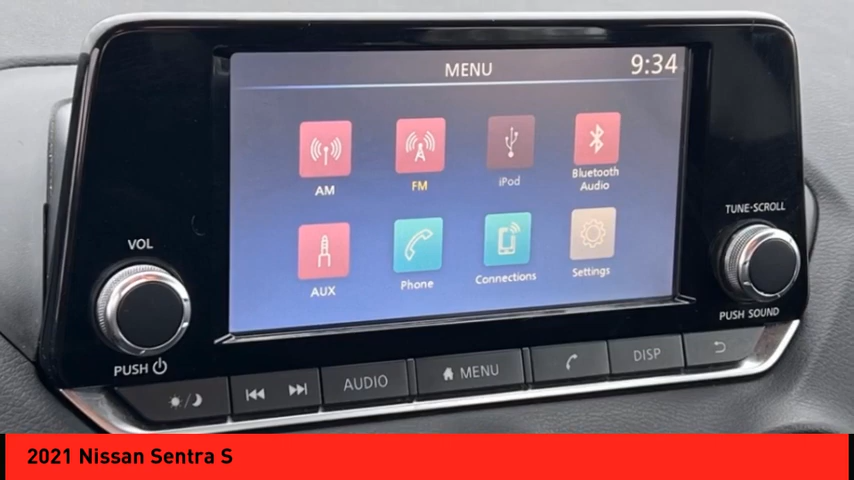 MENU
9:34
AM
FM
iPod
Bluetooth
Audio
AUX
Phone
Connections
Settings
VOL
PUSH
TUNE·SCROLL
PUSH SOUND
AUDIO
MENU
DISP
2021 Nissan Sentra S